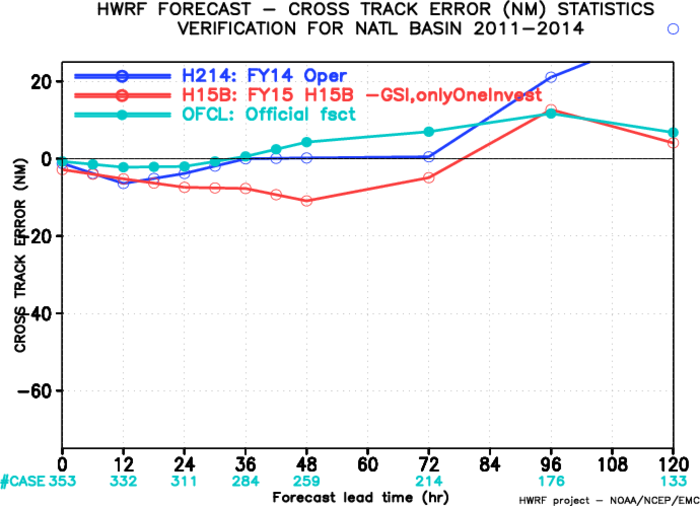 HWRF FORECAST – CROSS TRACK ERROR (NM) STATISTICS
VERIFICATION FOR NATL BASIN 2011–2014
H214: FY14 Oper
H15B: FY15 H15B –GSI,onlyOneInvest
OFCL: Official fsct
CROSS TRACK ERROR (NM)
20
0
–20
–40
–60
0 12 24 36 48 60 72 84 96 108 120
#CASE 353 332 311 284 259 214 176 133
Forecast lead time (hr)
HWRF project – NOAA/NCEP/EMC